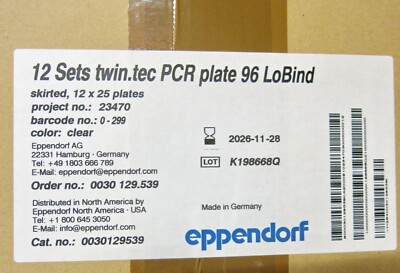 12 Sets twin.tec PCR plate 96 LoBind
skirted, 12 x 25 plates
project no.: 23470
barcode no.: 0 - 299
color: clear
Eppendorf AG
22331 Hamburg · Germany
Tel: +49 1803 666 789
E-Mail: eppendorf@eppendorf.com
Order no.: 0030 129.539
Distributed in North America by
Eppendorf North America · USA
Tel.: +1 800 645 3050
E-Mail: info@eppendorf.com
Cat. no.: 0030129539
2026-11-28
LOT K198668Q
Made in Germany
eppendorf